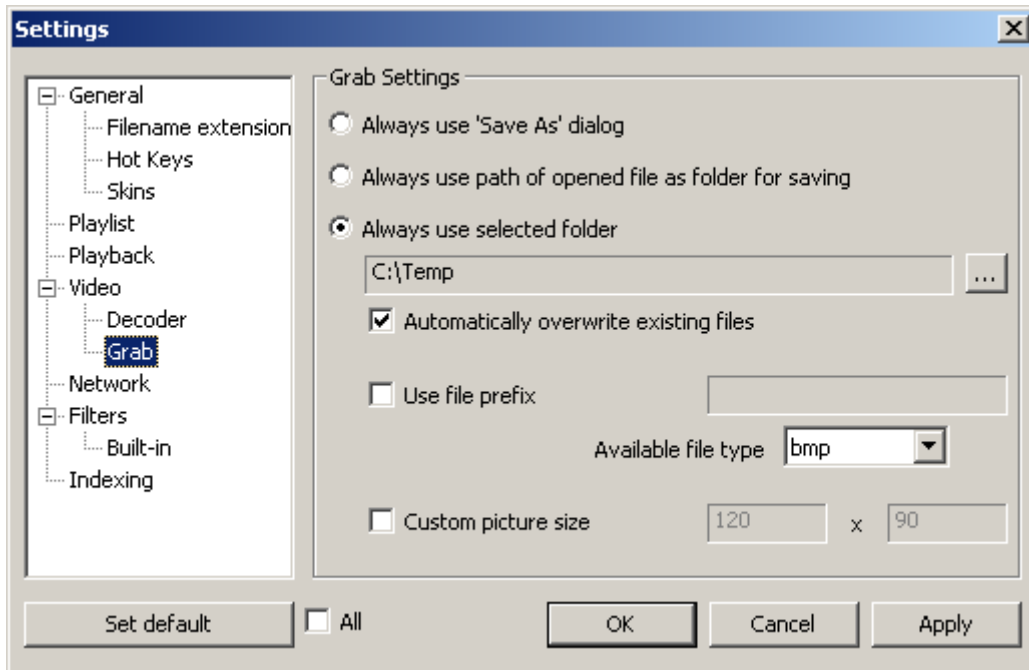 Settings
General
Filename extension
Hot Keys
Skins
Playlist
Playback
Video
Decoder
Grab
Network
Filters
Built-in
Indexing
Grab Settings
Always use 'Save As' dialog
Always use path of opened file as folder for saving
Always use selected folder
C:\Temp
...
Automatically overwrite existing files
Use file prefix
Available file type bmp
Custom picture size 120 x 90
Set default All OK Cancel Apply